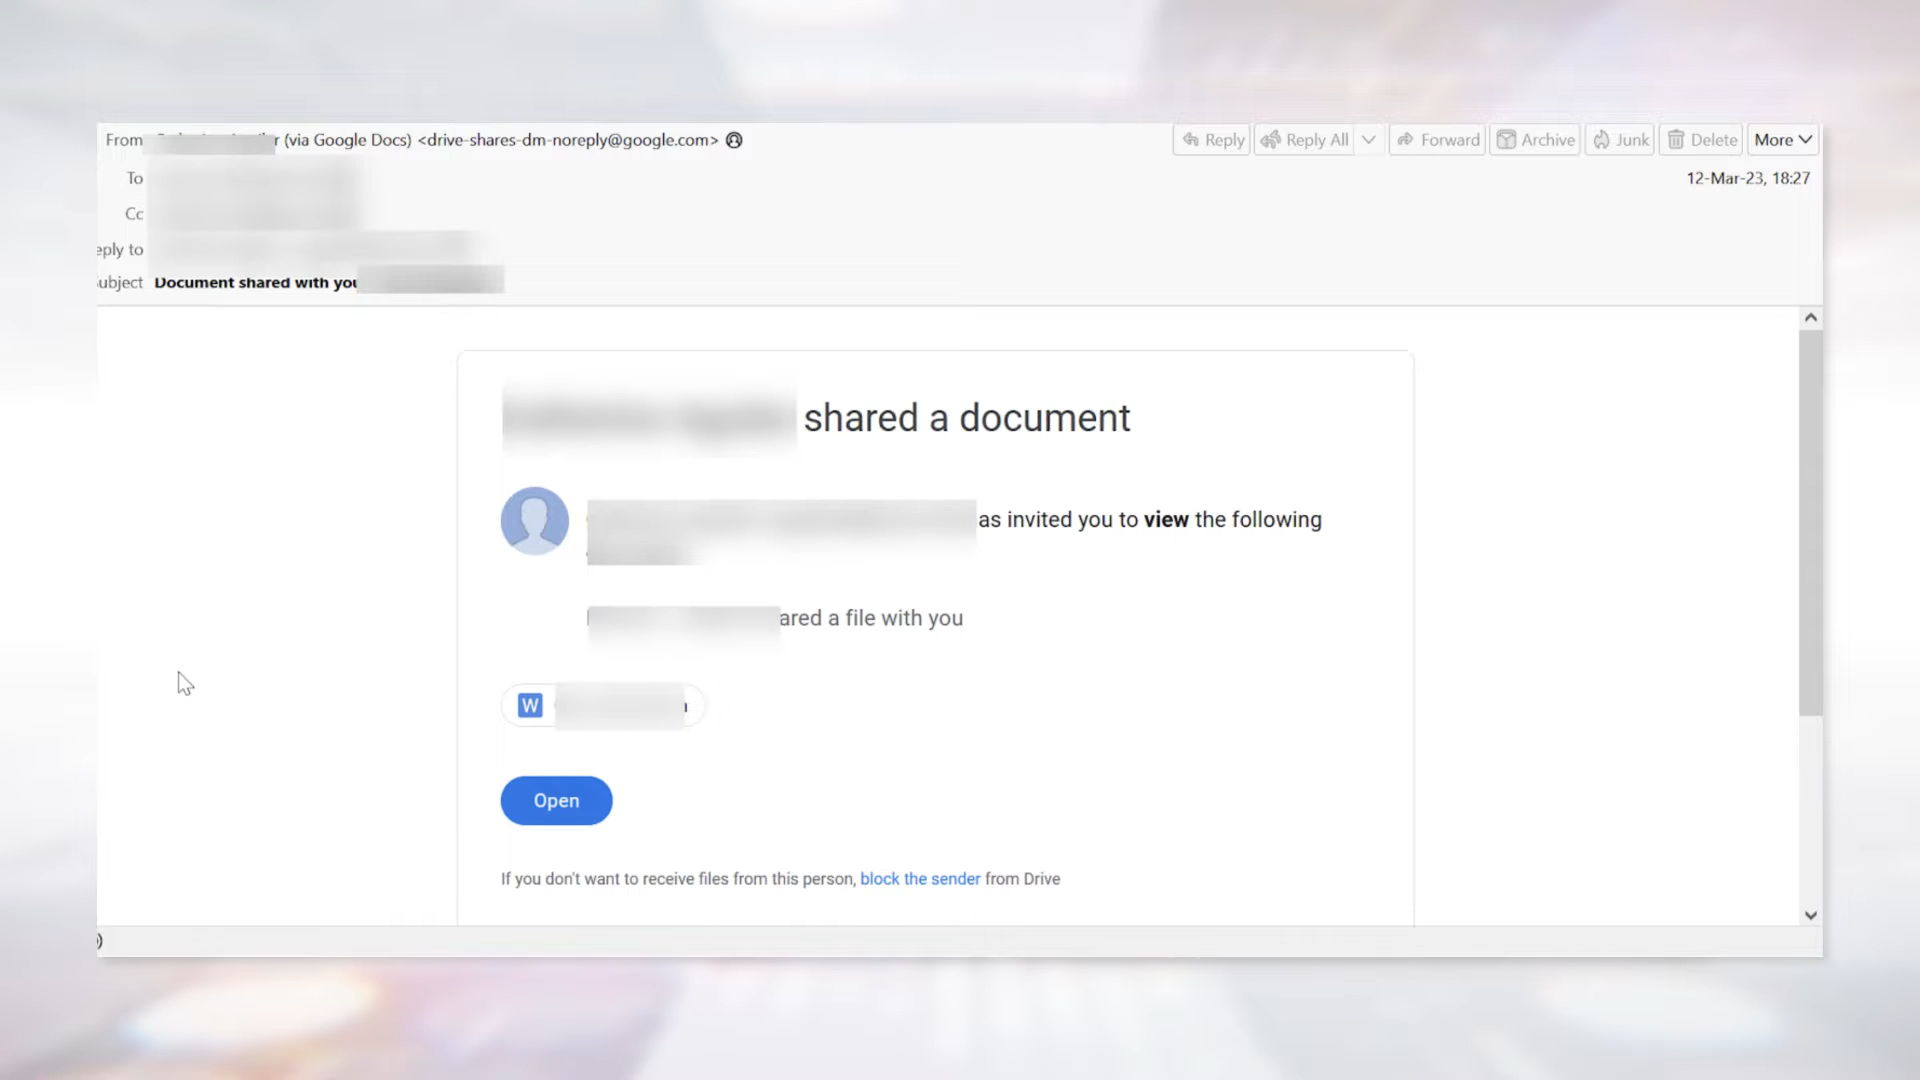 From (via Google Docs) <drive-shares-dm-noreply@google.com> Reply Reply All Forward Archive Junk Delete More
To 12-Mar-23, 18:27
Cc
eply to
ubject Document shared with you
shared a document
as invited you to view the following
ared a file with you
W
Open
If you don't want to receive files from this person, block the sender from Drive